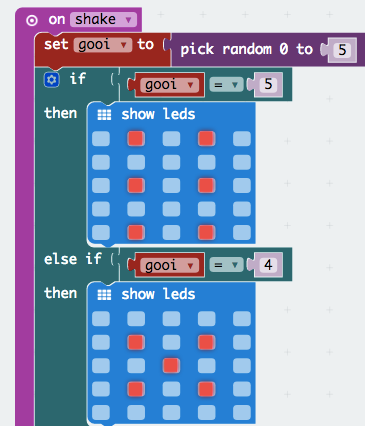 on shake
set gooi to pick random 0 to 5
if gooi = 5
then show leds
else if gooi = 4
then show leds